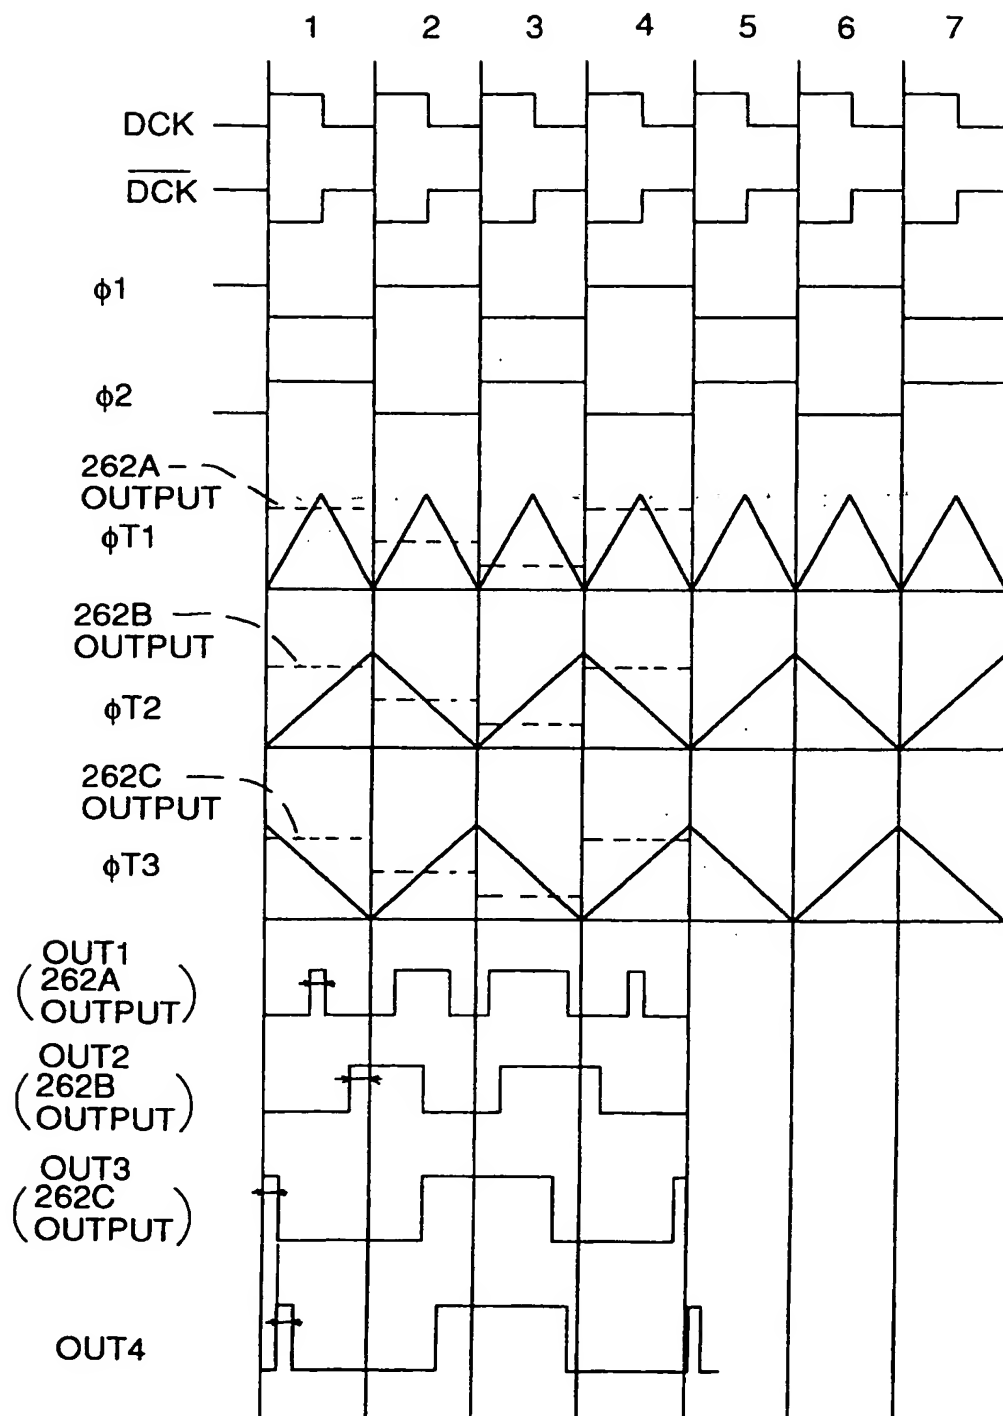 1 2 3 4 5 6 7
DCK
D̅C̅K̅
ϕ1
ϕ2
262A
OUTPUT
ϕT1
262B
OUTPUT
ϕT2
262C
OUTPUT
ϕT3
OUT1
(262A
OUTPUT)
OUT2
(262B
OUTPUT)
OUT3
(262C
OUTPUT)
OUT4